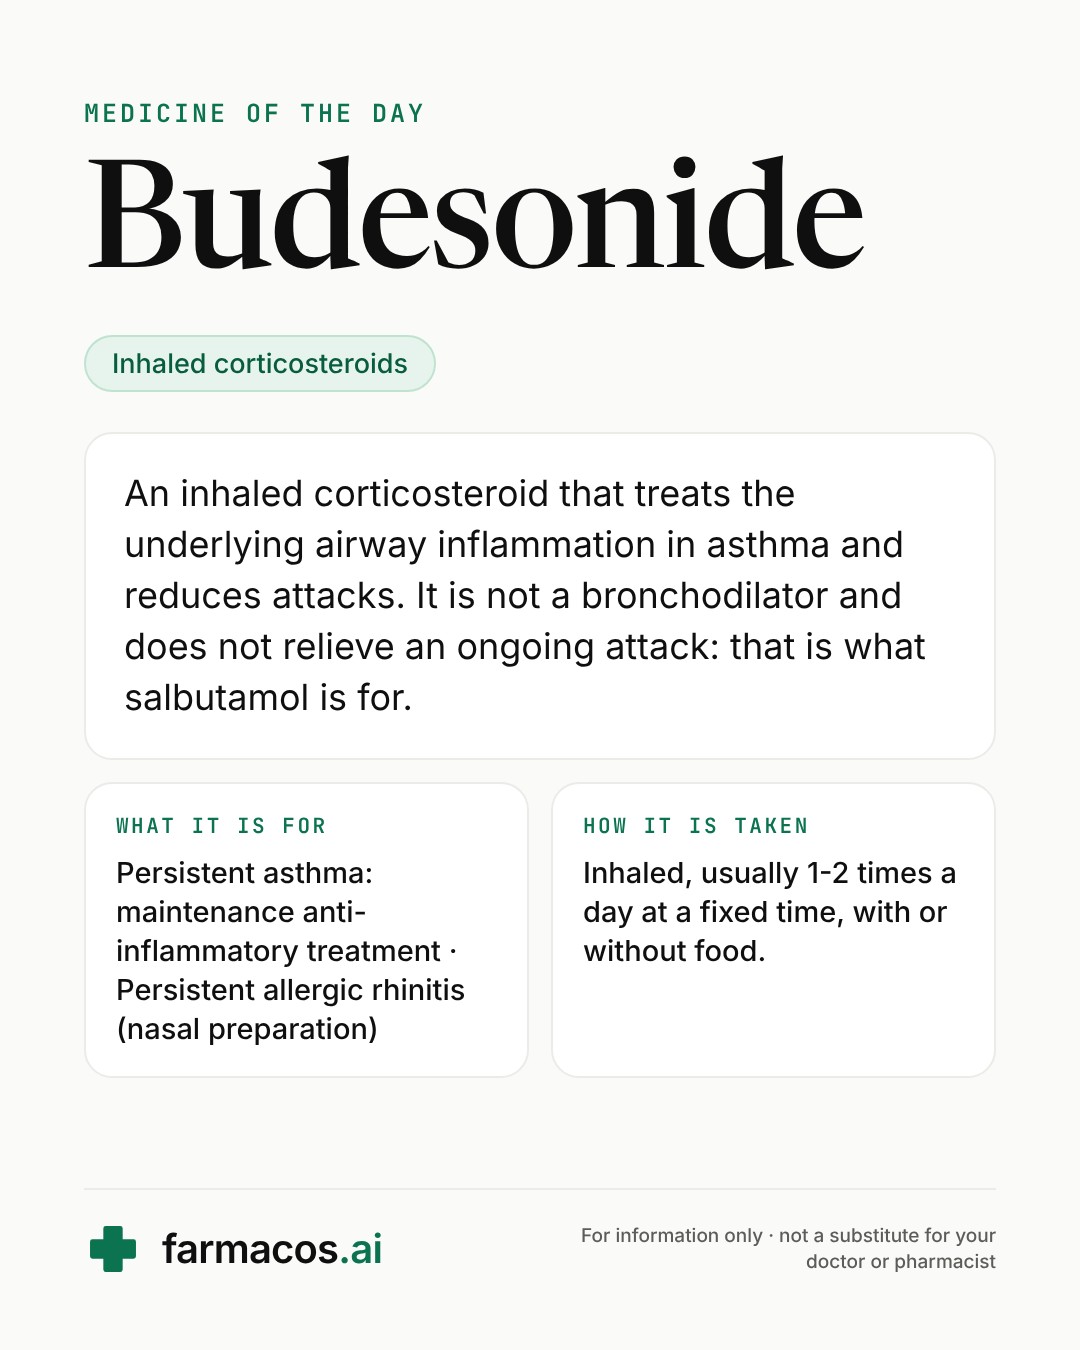 MEDICINE OF THE DAY
Budesonide
Inhaled corticosteroids
An inhaled corticosteroid that treats the
underlying airway inflammation in asthma and
reduces attacks. It is not a bronchodilator and
does not relieve an ongoing attack: that is what
salbutamol is for.
WHAT IT IS FOR
Persistent asthma:
maintenance anti-
inflammatory treatment ·
Persistent allergic rhinitis
(nasal preparation)
HOW IT IS TAKEN
Inhaled, usually 1-2 times a
day at a fixed time, with or
without food.
farmacos.ai
For information only · not a substitute for your
doctor or pharmacist